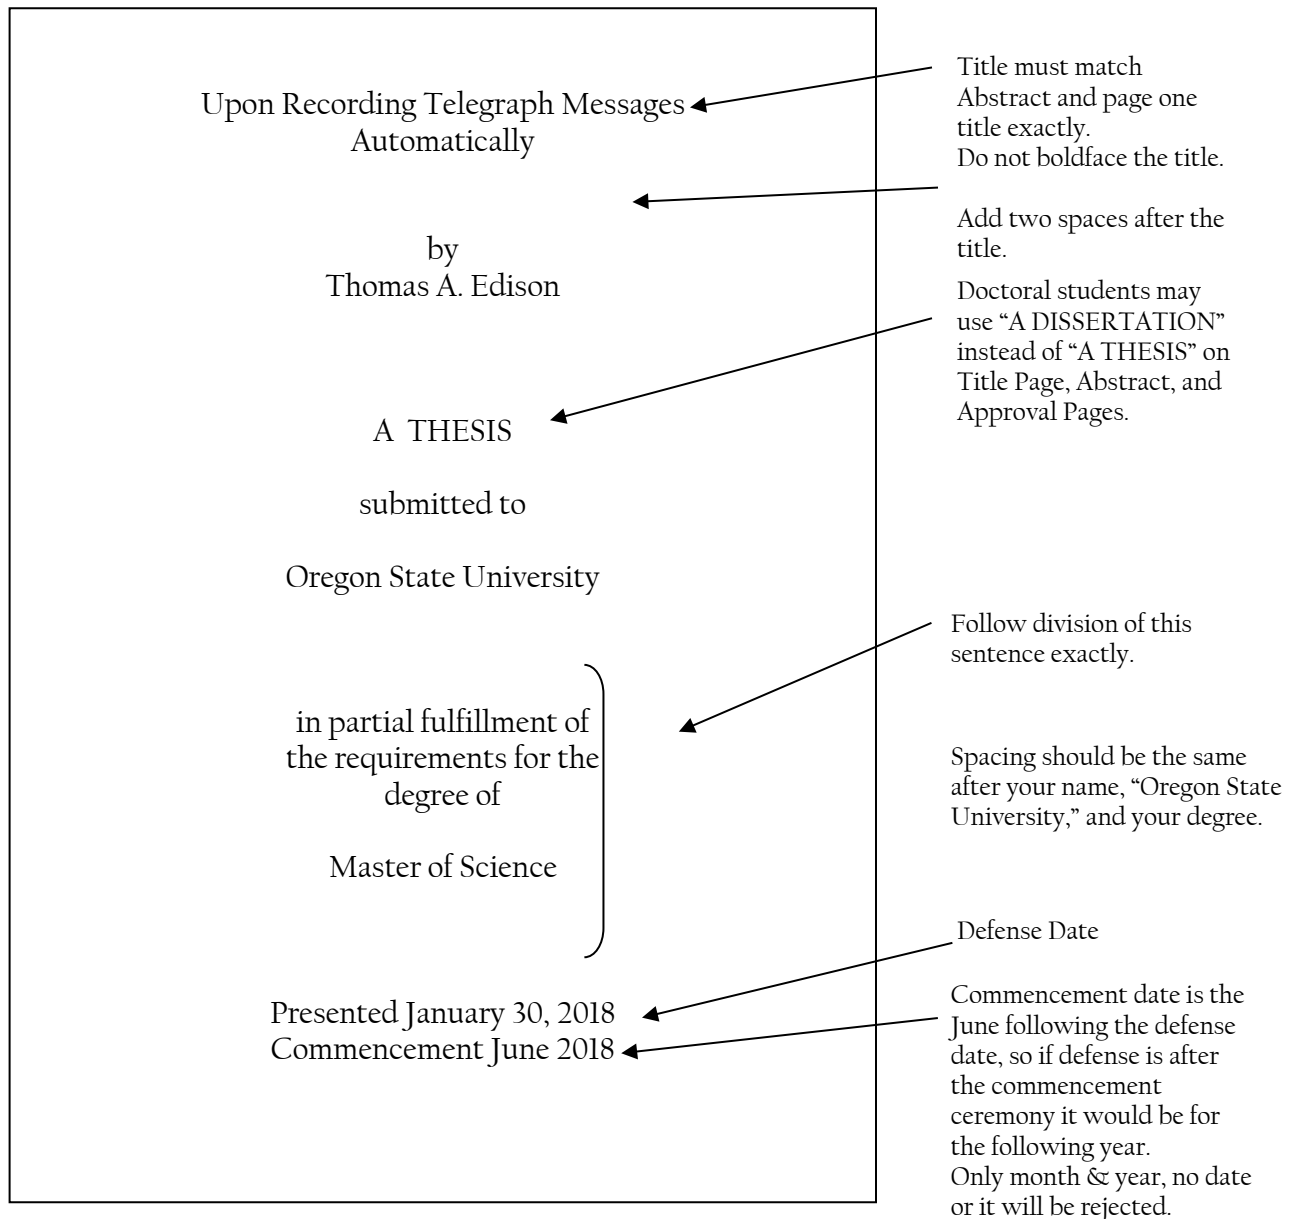 Upon Recording Telegraph Messages
Automatically
by
Thomas A. Edison
A THESIS
submitted to
Oregon State University
in partial fulfillment of
the requirements for the
degree of
Master of Science
Presented January 30, 2018
Commencement June 2018
Title must match
Abstract and page one
title exactly.
Do not boldface the title.
Add two spaces after the
title.
Doctoral students may
use “A DISSERTATION”
instead of “A THESIS” on
Title Page, Abstract, and
Approval Pages.
Follow division of this
sentence exactly.
Spacing should be the same
after your name, “Oregon State
University,” and your degree.
Defense Date
Commencement date is the
June following the defense
date, so if defense is after
the commencement
ceremony it would be for
the following year.
Only month & year, no date
or it will be rejected.